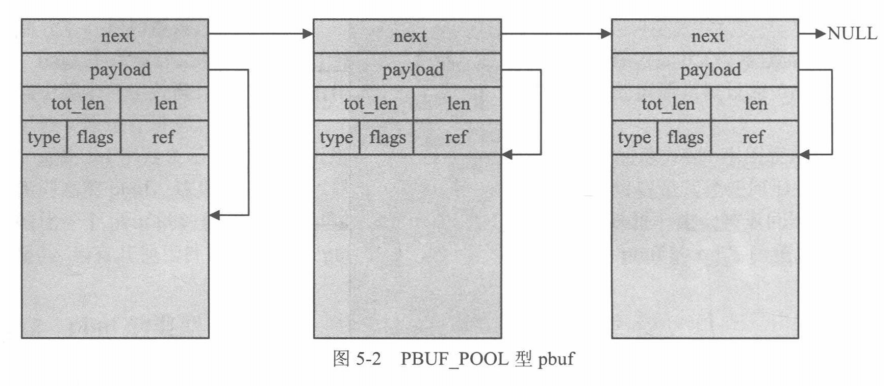 next next next NULL
payload payload payload
tot_len len tot_len len tot_len len
type flags ref type flags ref type flags ref
图 5-2 PBUF_POOL 型 pbuf